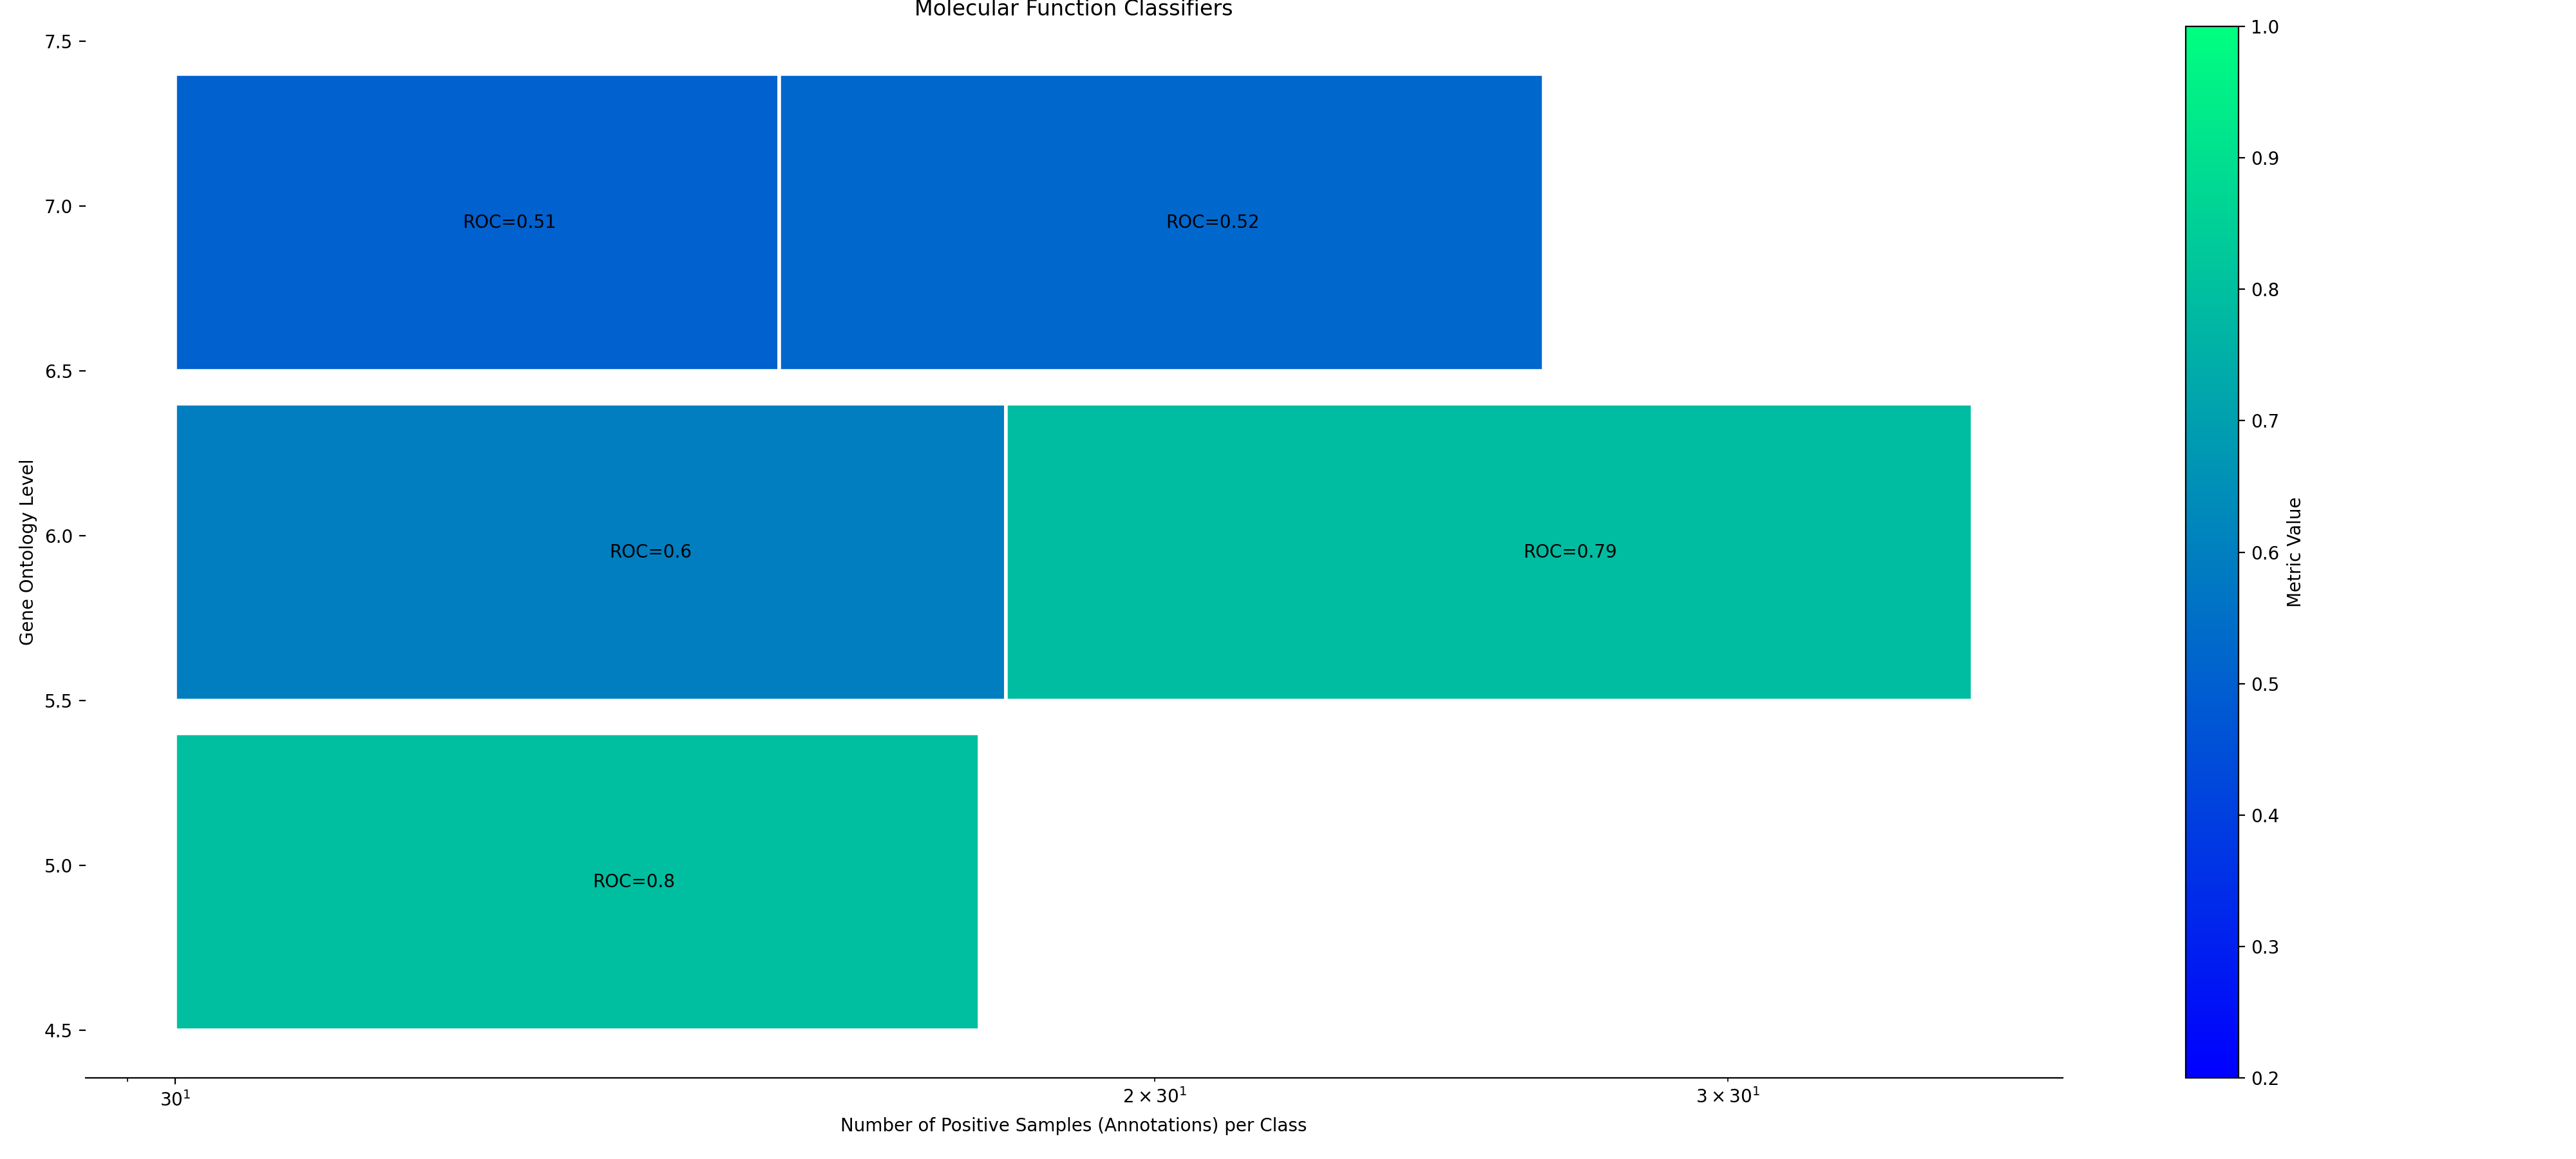 Molecular Function Classifiers
7.5
7.0
6.5
6.0
5.5
5.0
4.5
Gene Ontology Level
ROC=0.51
ROC=0.52
ROC=0.6
ROC=0.79
ROC=0.8
30¹
2 × 30¹
3 × 30¹
Number of Positive Samples (Annotations) per Class
1.0
0.9
0.8
0.7
0.6
0.5
0.4
0.3
0.2
Metric Value